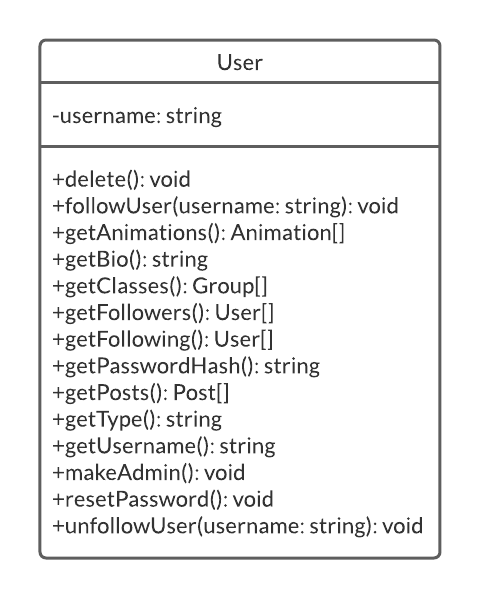 User
-username: string
+delete(): void
+followUser(username: string): void
+getAnimations(): Animation[]
+getBio(): string
+getClasses(): Group[]
+getFollowers(): User[]
+getFollowing(): User[]
+getPasswordHash(): string
+getPosts(): Post[]
+getType(): string
+getUsername(): string
+makeAdmin(): void
+resetPassword(): void
+unfollowUser(username: string): void